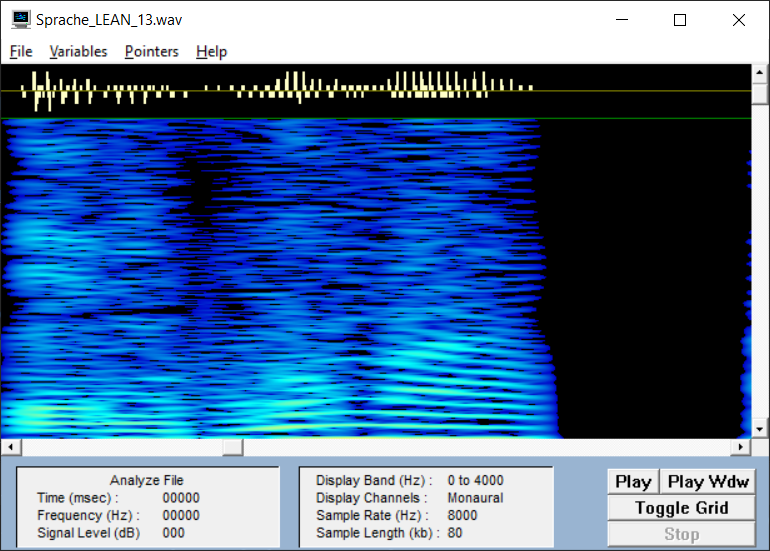 Sprache_LEAN_13.wav
File Variables Pointers Help
Analyze File
Time (msec) : 00000
Frequency (Hz) : 00000
Signal Level (dB) 000
Display Band (Hz) : 0 to 4000
Display Channels : Monaural
Sample Rate (Hz) : 8000
Sample Length (kb) : 80
Play Play Wdw
Toggle Grid
Stop